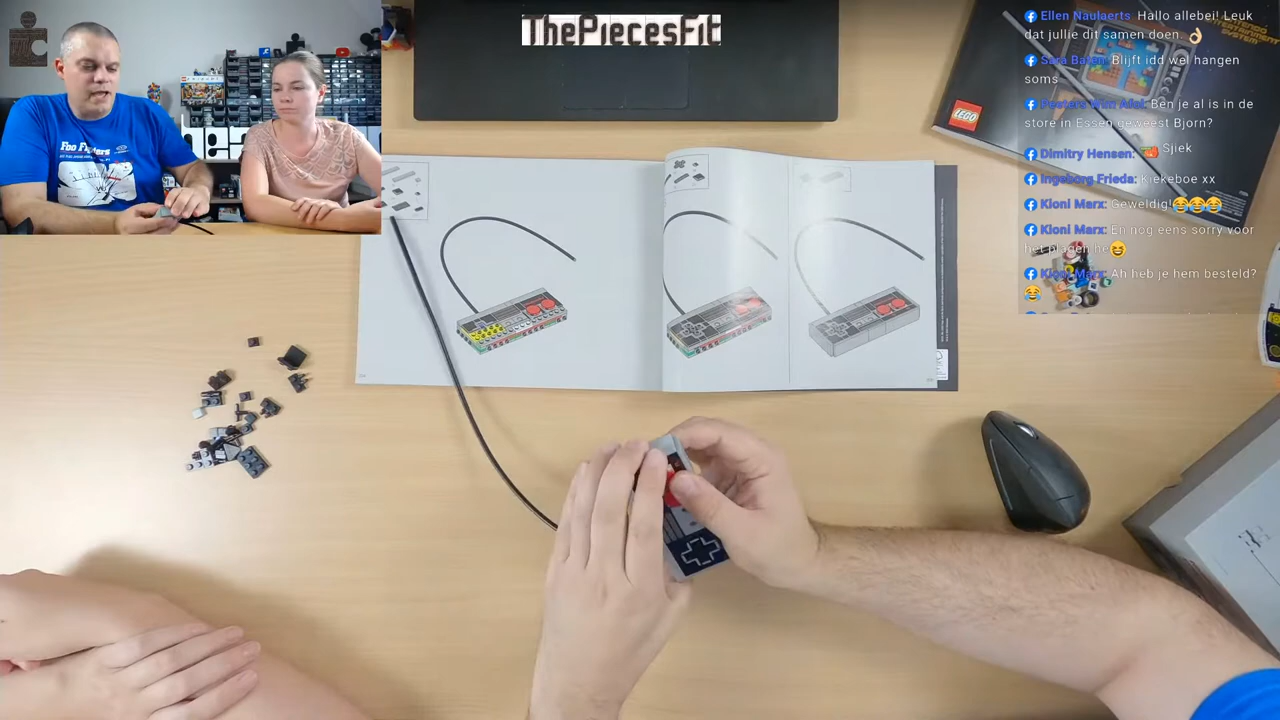 ThePiecesFit
Ellen Naulaerts Hallo allebei! Leuk
dat jullie dit samen doen. 👌
Blijft idd wel hangen
soms
Ben je al is in de
store in Essen geweest Bjorn?
Dimitry Hensen: Sjiek
Ingeborg Frieda: Kiekeboe xx
Kloni Marx: Geweldig!😂😂😂
Kloni Marx: En nog eens sorry voor
het plagen he😆
Ah heb je hem besteld?
😂
LEGO
Foo Fighters